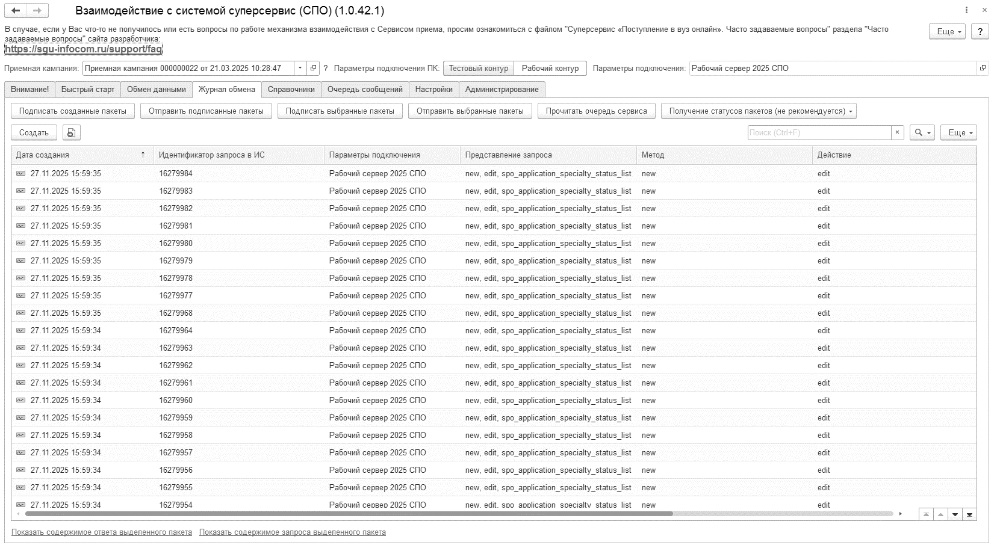 Взаимодействие с системой суперсервис (СПО) (1.0.42.1)
В случае, если у Вас что-то не получилось или есть вопросы по работе механизма взаимодействия с Сервисом приема, просим ознакомиться с файлом "Суперсервис «Поступление в вуз онлайн». Часто задаваемые вопросы" раздела "Часто
задаваемые вопросы" сайта разработчика:
https://sgu-infocom.ru/support/faq
Еще ?
Приемная кампания: Приемная кампания 000000022 от 21.03.2025 10:28:47 ? Параметры подключения ПК: Тестовый контур Рабочий контур Параметры подключения: Рабочий сервер 2025 СПО
Внимание! Быстрый старт Обмен данными Журнал обмена Справочники Очередь сообщений Настройки Администрирование
Подписать созданные пакеты Отправить подписанные пакеты Подписать выбранные пакеты Отправить выбранные пакеты Прочитать очередь сервиса Получение статусов пакетов (не рекомендуется)
Создать Поиск (Ctrl+F) × Еще
Дата создания ↑ Идентификатор запроса в ИС Параметры подключения Представление запроса Метод Действие
27.11.2025 15:59:35 16279984 Рабочий сервер 2025 СПО new, edit, spo_application_specialty_status_list new edit
27.11.2025 15:59:35 16279983 Рабочий сервер 2025 СПО new, edit, spo_application_specialty_status_list new edit
27.11.2025 15:59:35 16279982 Рабочий сервер 2025 СПО new, edit, spo_application_specialty_status_list new edit
27.11.2025 15:59:35 16279981 Рабочий сервер 2025 СПО new, edit, spo_application_specialty_status_list new edit
27.11.2025 15:59:35 16279980 Рабочий сервер 2025 СПО new, edit, spo_application_specialty_status_list new edit
27.11.2025 15:59:35 16279979 Рабочий сервер 2025 СПО new, edit, spo_application_specialty_status_list new edit
27.11.2025 15:59:35 16279978 Рабочий сервер 2025 СПО new, edit, spo_application_specialty_status_list new edit
27.11.2025 15:59:35 16279977 Рабочий сервер 2025 СПО new, edit, spo_application_specialty_status_list new edit
27.11.2025 15:59:35 16279968 Рабочий сервер 2025 СПО new, edit, spo_application_specialty_status_list new edit
27.11.2025 15:59:34 16279964 Рабочий сервер 2025 СПО new, edit, spo_application_specialty_status_list new edit
27.11.2025 15:59:34 16279963 Рабочий сервер 2025 СПО new, edit, spo_application_specialty_status_list new edit
27.11.2025 15:59:34 16279962 Рабочий сервер 2025 СПО new, edit, spo_application_specialty_status_list new edit
27.11.2025 15:59:34 16279961 Рабочий сервер 2025 СПО new, edit, spo_application_specialty_status_list new edit
27.11.2025 15:59:34 16279960 Рабочий сервер 2025 СПО new, edit, spo_application_specialty_status_list new edit
27.11.2025 15:59:34 16279959 Рабочий сервер 2025 СПО new, edit, spo_application_specialty_status_list new edit
27.11.2025 15:59:34 16279958 Рабочий сервер 2025 СПО new, edit, spo_application_specialty_status_list new edit
27.11.2025 15:59:34 16279957 Рабочий сервер 2025 СПО new, edit, spo_application_specialty_status_list new edit
27.11.2025 15:59:34 16279956 Рабочий сервер 2025 СПО new, edit, spo_application_specialty_status_list new edit
27.11.2025 15:59:34 16279955 Рабочий сервер 2025 СПО new, edit, spo_application_specialty_status_list new edit
27.11.2025 15:59:34 16279954 Рабочий сервер 2025 СПО new, edit, spo_application_specialty_status_list new edit
Показать содержимое ответа выделенного пакета Показать содержимое запроса выделенного пакета